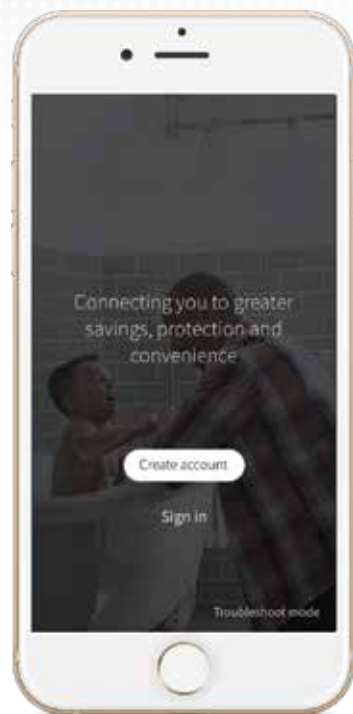 Connecting you to greater
savings, protection and
convenience
Create account
Sign in
Troubleshoot mode